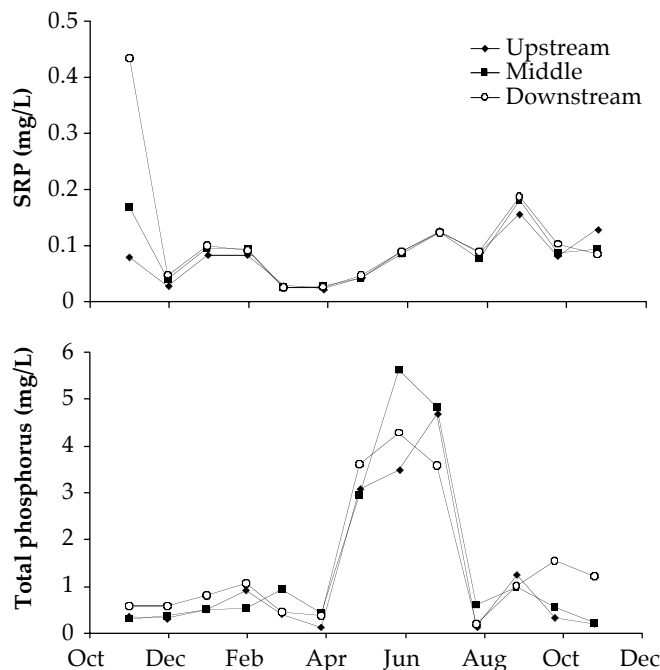 0.5
0.4
0.3
0.2
0.1
0
SRP (mg/L)
Upstream
Middle
Downstream
6
5
4
3
2
1
0
Total phosphorus (mg/L)
Oct Dec Feb Apr Jun Aug Oct Dec